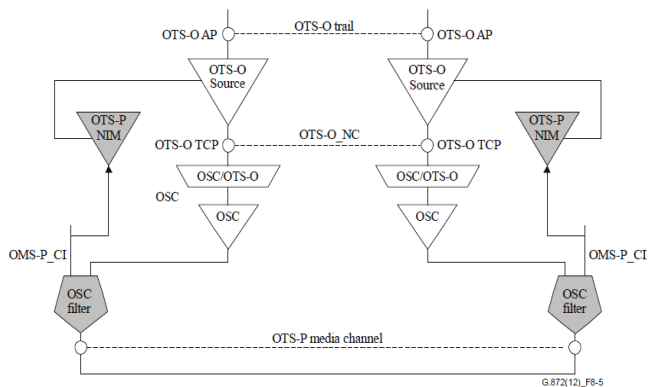 OTS-O AP
OTS-O trail
OTS-O AP
OTS-O
Source
OTS-O
Source
OTS-P
NIM
OTS-P
NIM
OTS-O TCP
OTS-O_NC
OTS-O TCP
OSC/OTS-O
OSC/OTS-O
OSC
OSC
OSC
OMS-P_CI
OMS-P_CI
OSC
filter
OSC
filter
OTS-P media channel
G.872(12)_F8-5